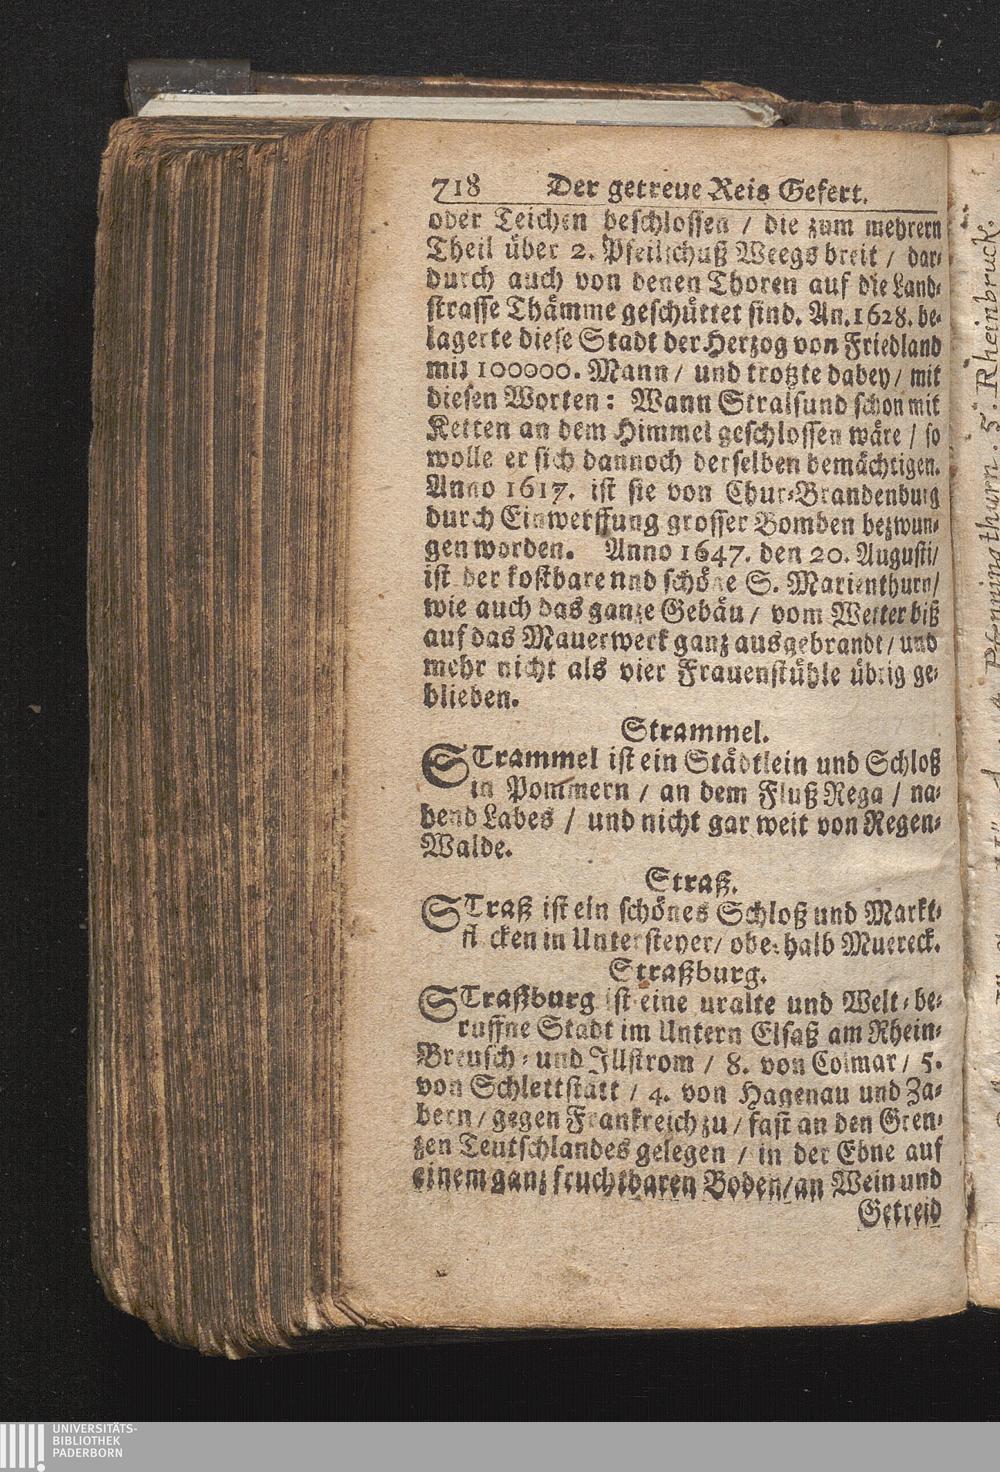 718 Der getreue Reis Gefert.
oder Teichen beschlossen / die zum mehrern
Theil über 2. Pfeilschuß Weegs breit / dar-
durch auch von denen Thoren auf die Land-
strasse Thämme geschüttet sind. An. 1628. be-
lagerte diese Stadt der Herzog von Friedland
mit 100000. Mann / und trotzte dabey / mit
diesen Worten: Wann Stralsund schon mit
Ketten an dem Himmel geschlossen wäre / so
wolle er sich dannoch derselben bemächtigen.
Anno 1617. ist sie von Chur-Brandenburg
durch Einwerffung grosser Bomben bezwun-
gen worden. Anno 1647. den 20. Augusti /
ist der kostbare nnd schöne S. Marienthurn /
wie auch das ganze Gebäu / vom Wetter biß
auf das Mauerwerk ganz ausgebrandt / und
mehr nicht als vier Frauenstühle übrig ge-
blieben.
Strammel.
STrammel ist ein Städtlein und Schloß
in Pommern / an dem Fluß Rega / na-
hend Labes / und nicht gar weit von Regen-
Walde.
Straß.
STraß ist ein schönes Schloß und Markt-
flecken in Untersteyer / oberhalb Muereck.
Straßburg.
STraßburg ist eine uralte und Welt-be-
ruffne Stadt im Untern Elsaß am Rhein-
Breusch- und Illstrom / 8. von Colmar / 5.
von Schlettstatt / 4. von Hagenau und Za-
bern / gegen Frankreich zu / fast an den Gren-
zen Teutschlandes gelegen / in der Ebne auf
einem ganz fruchtbaren Boden / an Wein und
Getreid
Pfenningthurn. 5. Rheinbruck.
UNIVERSITÄTS-
BIBLIOTHEK
PADERBORN